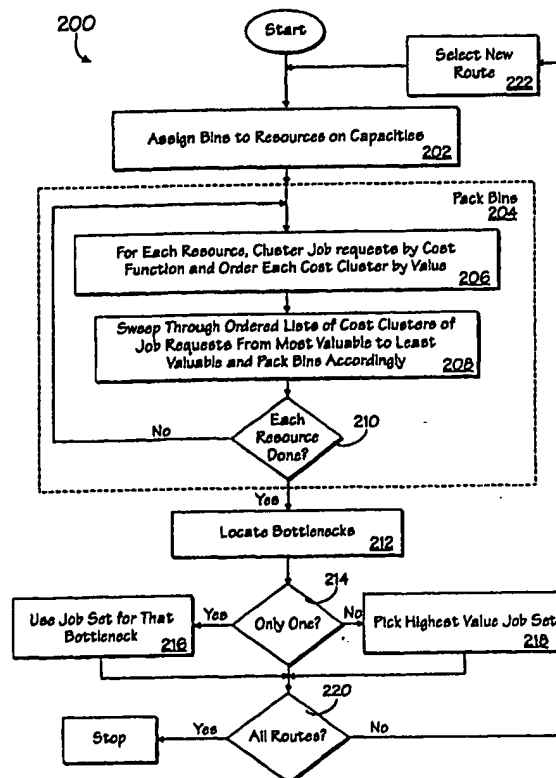 200
Start
Select New
Route
222
Assign Bins to Resources on Capacities
202
Pack Bins
204
For Each Resource, Cluster Job requests by Cost
Function and Order Each Cost Cluster by Value
206
Sweep Through Ordered Lists of Cost Clusters of
Job Requests From Most Valuable to Least
Valuable and Pack Bins Accordingly
208
Each
Resource
Done?
210
No
Yes
Locate Bottlenecks
212
214
Only One?
Yes
No
Use Job Set for That
Bottleneck
216
Pick Highest Value Job Set
218
220
All Routes?
Yes
No
Stop